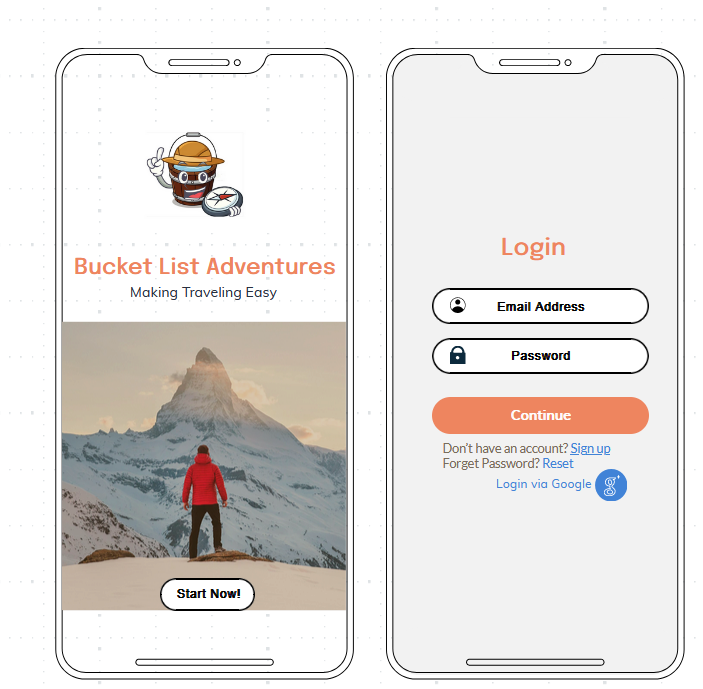 Bucket List Adventures
Making Traveling Easy
Start Now!
Login
Email Address
Password
Continue
Don't have an account? Sign up
Forget Password? Reset
Login via Google